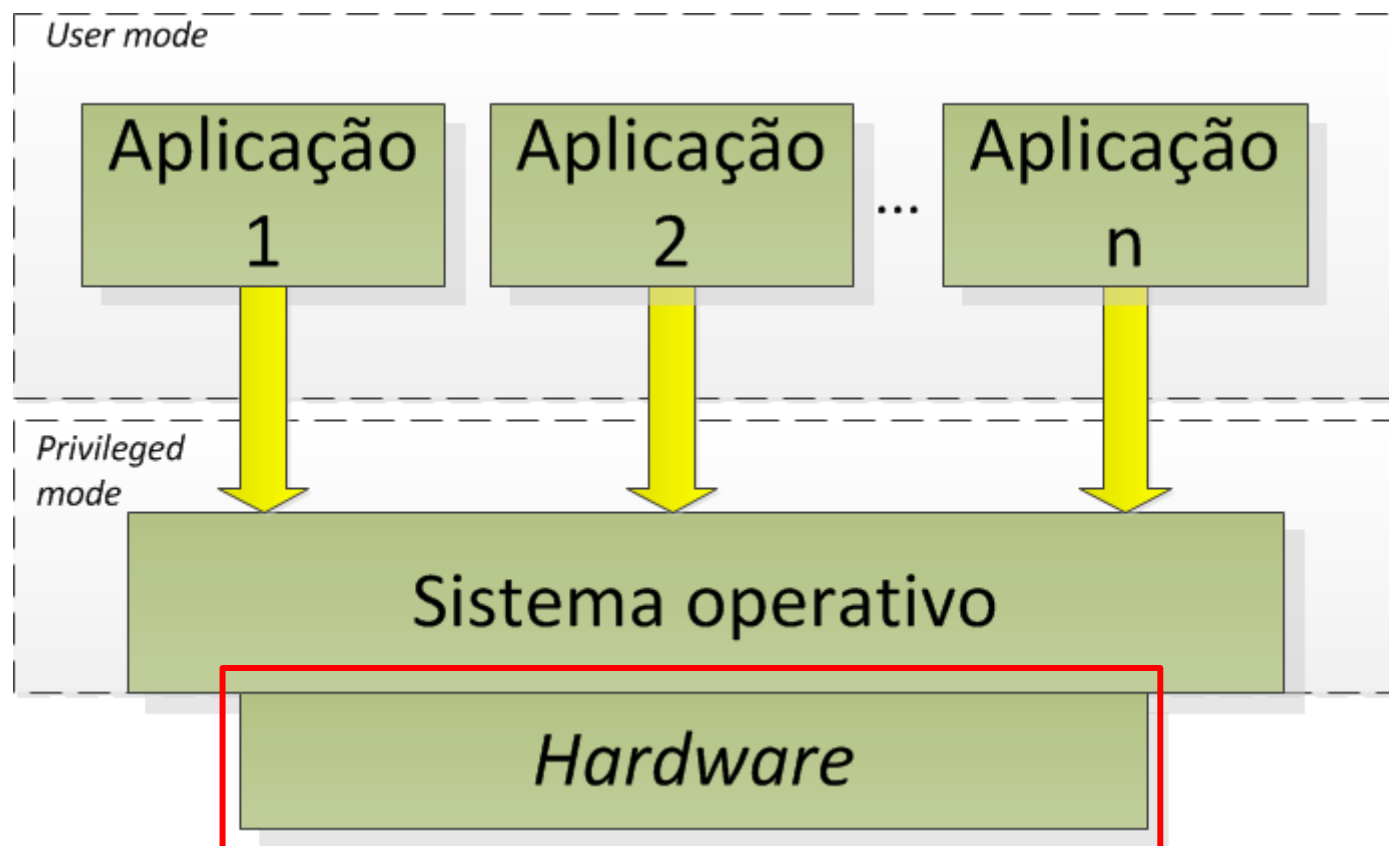 User mode
Aplicação Aplicação Aplicação
1 2 ... n
Privileged
mode
Sistema operativo
Hardware